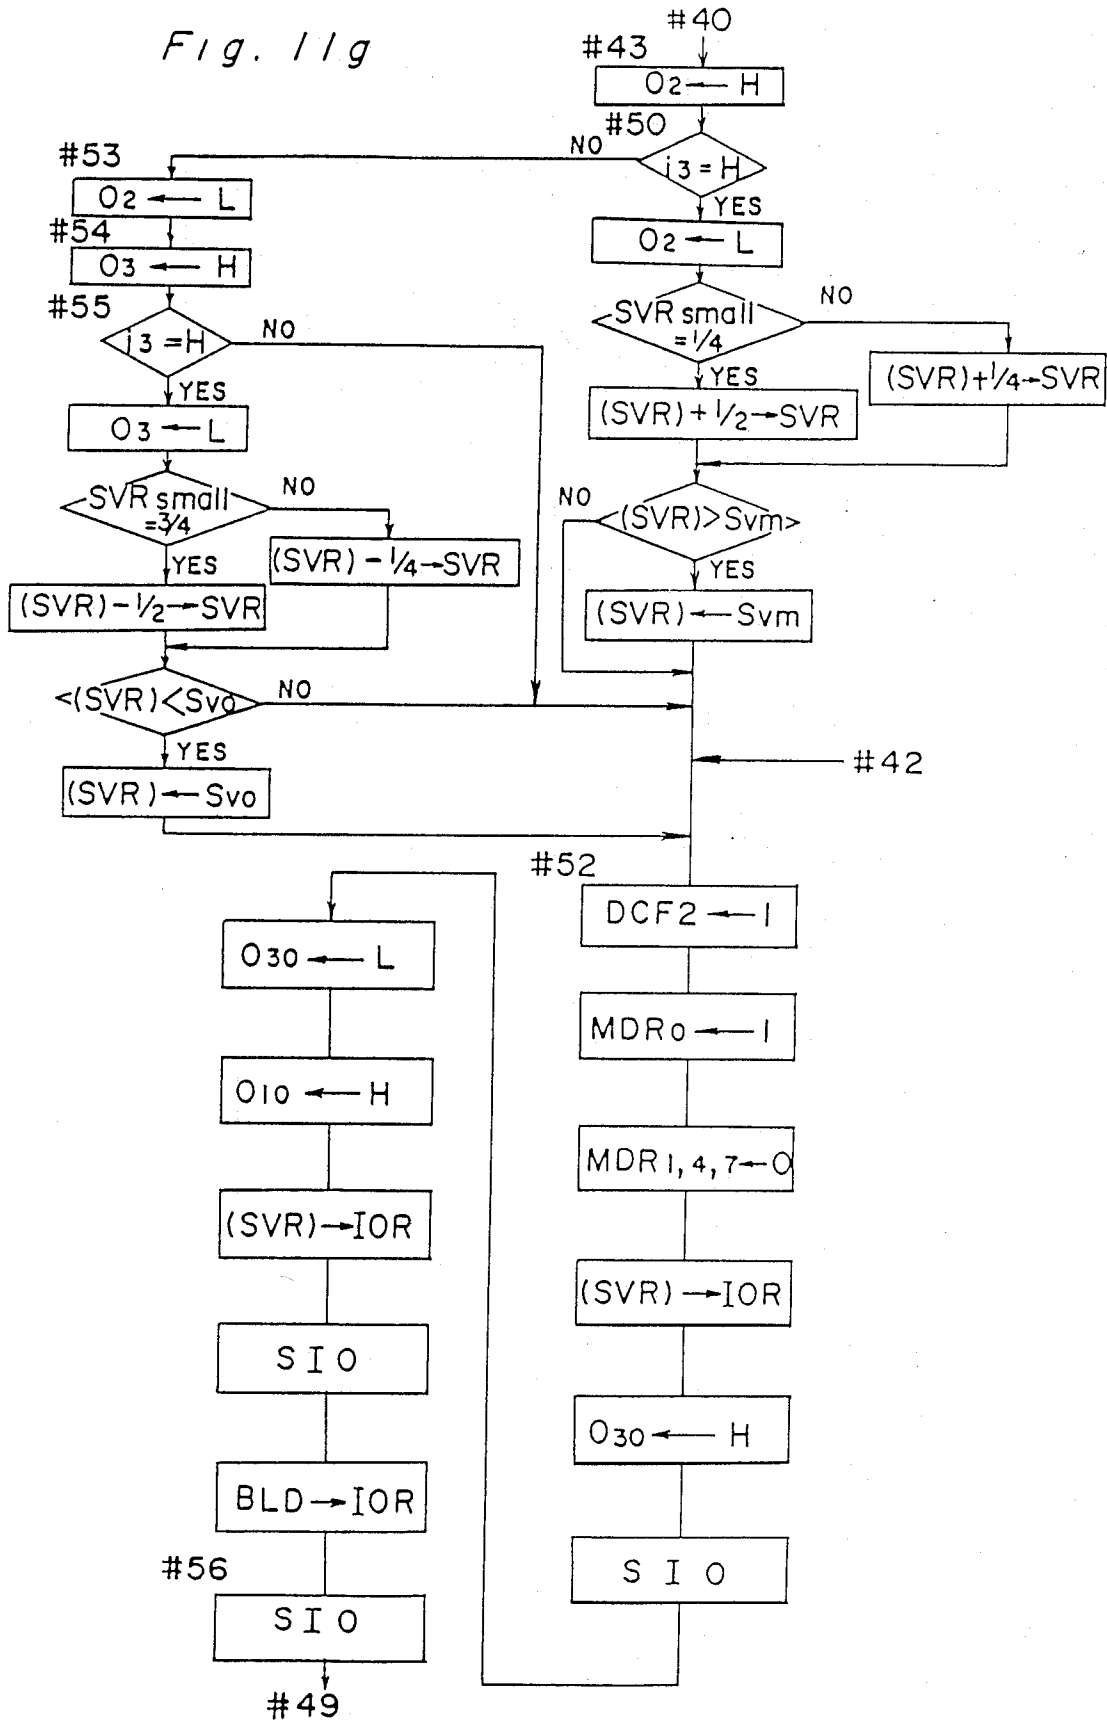 Fig. 11g
#40
#43
O2 ← H
#50
NO
i3 = H
YES
O2 ← L
SVR small
= 1/4
NO
YES
(SVR)+1/4→SVR
(SVR)+1/2→SVR
NO
(SVR)>Svm>
YES
(SVR)←Svm
#53
O2 ← L
#54
O3 ← H
#55
i3 = H
NO
YES
O3 ← L
SVR small
=3/4
NO
YES
(SVR)-1/4→SVR
(SVR)-1/2→SVR
<(SVR)<Svo
NO
YES
(SVR)←Svo
#42
#52
DCF2 ← 1
MDR0 ← 1
MDR1, 4, 7←0
(SVR)→IOR
O30 ← H
SIO
O30 ← L
O10 ← H
(SVR)→IOR
SIO
BLD→IOR
#56
SIO
#49